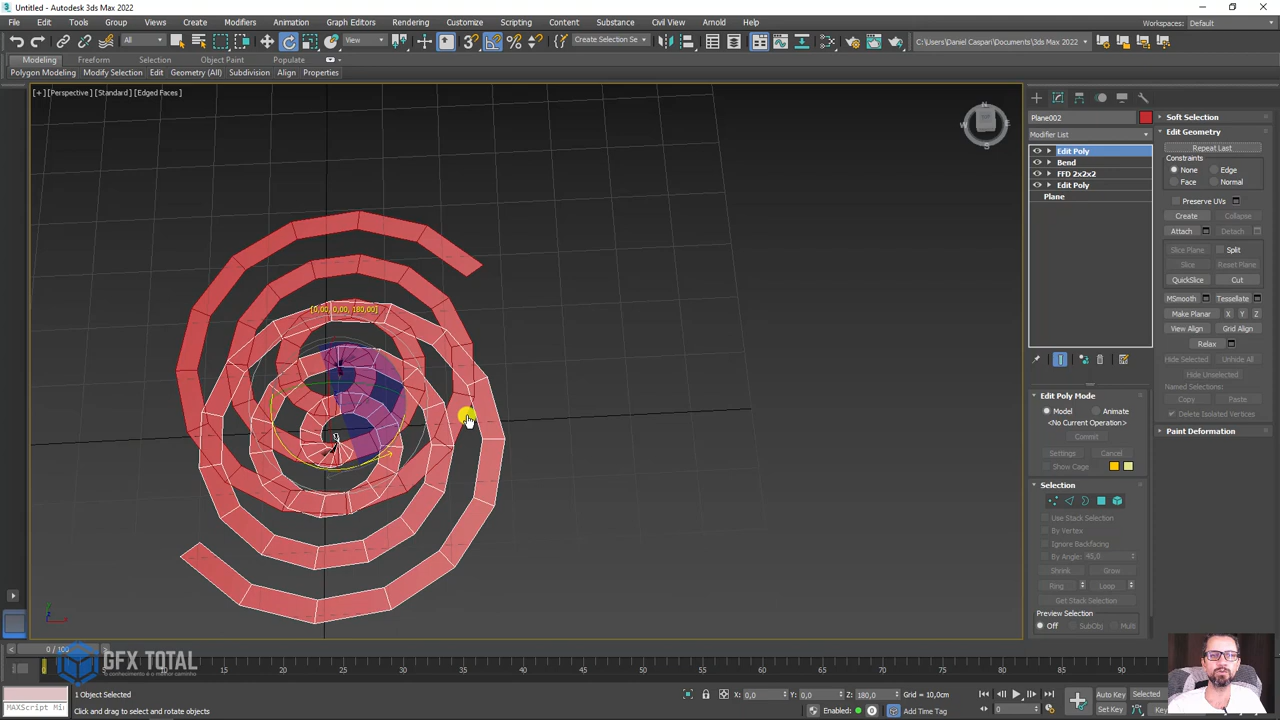 Untitled - Autodesk 3ds Max 2022
File Edit Tools Group Views Create Modifiers Animation Graph Editors Rendering Customize Scripting Content Substance Civil View Arnold Help
Workspaces: Default
All
View
Create Selection Se
C:\Users\Daniel Caspari\Documents\3ds Max 2022
Modeling Freeform Selection Object Paint Populate
Polygon Modeling Modify Selection Edit Geometry (All) Subdivision Align Properties
[+] [Perspective] [Standard] [Edged Faces]
N
W
E
S
[0,00, 0,00, 180,00]
Plane002
Modifier List
Edit Poly
Bend
FFD 2x2x2
Edit Poly
Plane
Edit Poly Mode
Model Animate
<No Current Operation>
Commit
Settings Cancel
Show Cage
Selection
Use Stack Selection
By Vertex
Ignore Backfacing
By Angle: 45,0
Shrink Grow
Ring Loop
Get Stack Selection
Preview Selection
Off SubObj Multi
Soft Selection
Edit Geometry
Repeat Last
Constraints
None Edge
Face Normal
Preserve UVs
Create Collapse
Attach Detach
Slice Plane Split
Slice Reset Plane
QuickSlice Cut
MSmooth Tessellate
Make Planar X Y Z
View Align Grid Align
Relax
Hide Selected Unhide All
Hide Unselected
Named Selections:
Copy Paste
Delete Isolated Vertices
Paint Deformation
0 / 100
GFX TOTAL
o conhecimento é o melhor caminho
15 20 25 30 35 40 45 50 55 60 65 70 75 80 85 90
MAXScript Mi
1 Object Selected
Click and drag to select and rotate objects
X: 0,0 Y: 0,0 Z: 180,0 Grid = 10,0cm
Enabled:
Add Time Tag
0
Auto Key Selected
Set Key